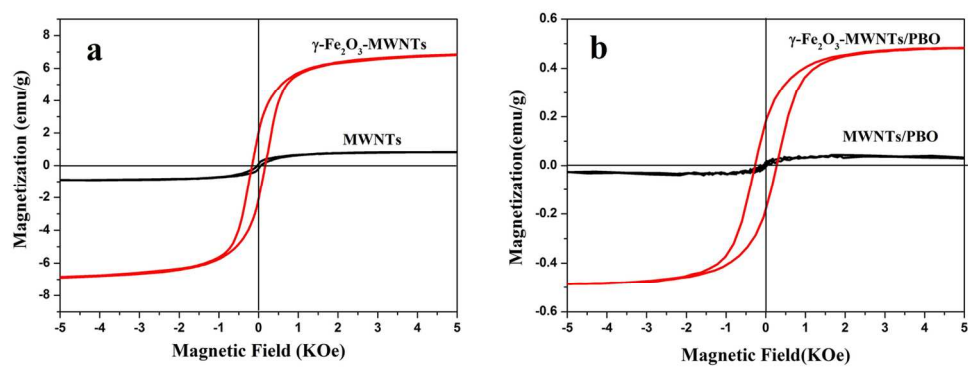 a
γ-Fe₂O₃-MWNTs
MWNTs
Magnetization (emu/g)
8
6
4
2
0
-2
-4
-6
-8
-5 -4 -3 -2 -1 0 1 2 3 4 5
Magnetic Field (KOe)
b
γ-Fe₂O₃-MWNTs/PBO
MWNTs/PBO
Magnetization(emu/g)
0.6
0.4
0.2
0.0
-0.2
-0.4
-0.6
-5 -4 -3 -2 -1 0 1 2 3 4 5
Magnetic Field(KOe)